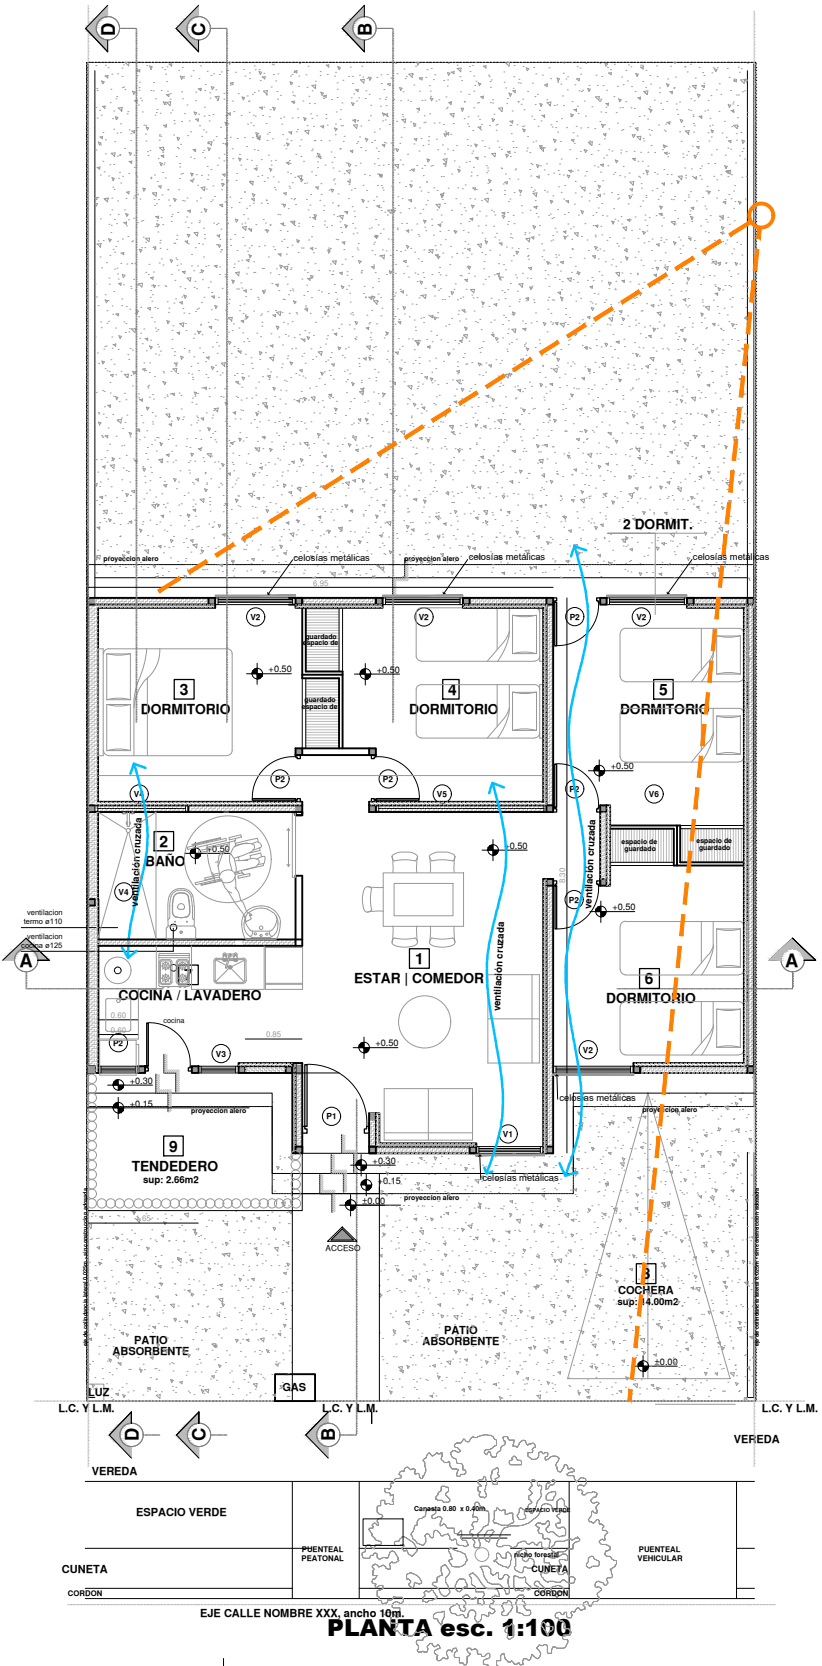 D
C
B
2 DORMIT.
proyeccion alero
celosías metálicas
proyeccion alero
celosías metálicas
celosías metálicas
6.95
V2
V2
P2
V2
guardado
espacio de
+0.50
+0.50
guardado
espacio de
3
DORMITORIO
4
DORMITORIO
5
DORMITORIO
+0.50
P2
P2
P2
V4
V5
V6
2
BAÑO
+0.50
+0.50
ventilación cruzada
ventilación cruzada
ventilación cruzada
espacio de
guardado
espacio de
guardado
V4
P2
+0.50
ventilacion
termo ø110
ventilacion
cocina ø125
A
A
1
ESTAR | COMEDOR
6
DORMITORIO
COCINA / LAVADERO
0.60
0.60
cocina
0.85
P2
V3
+0.50
V2
+0.30
+0.15
proyeccion alero
P1
V1
celosías metálicas
proyeccion alero
9
TENDEDERO
sup: 2.66m2
+0.30
+0.15
±0.00
celosías metálicas
proyeccion alero
ACCESO
8
COCHERA
sup: 14.00m2
PATIO
ABSORBENTE
PATIO
ABSORBENTE
±0.00
LUZ
GAS
L.C. Y L.M.
L.C. Y L.M.
L.C. Y L.M.
D
C
B
VEREDA
VEREDA
ESPACIO VERDE
Canasta 0.80 x 0.40m
ESPACIO VERDE
PUENTEAL
PEATONAL
nicho forestal
PUENTEAL
VEHICULAR
CUNETA
CUNETA
CORDON
CORDON
EJE CALLE NOMBRE XXX, ancho 10m.
PLANTA esc. 1:100